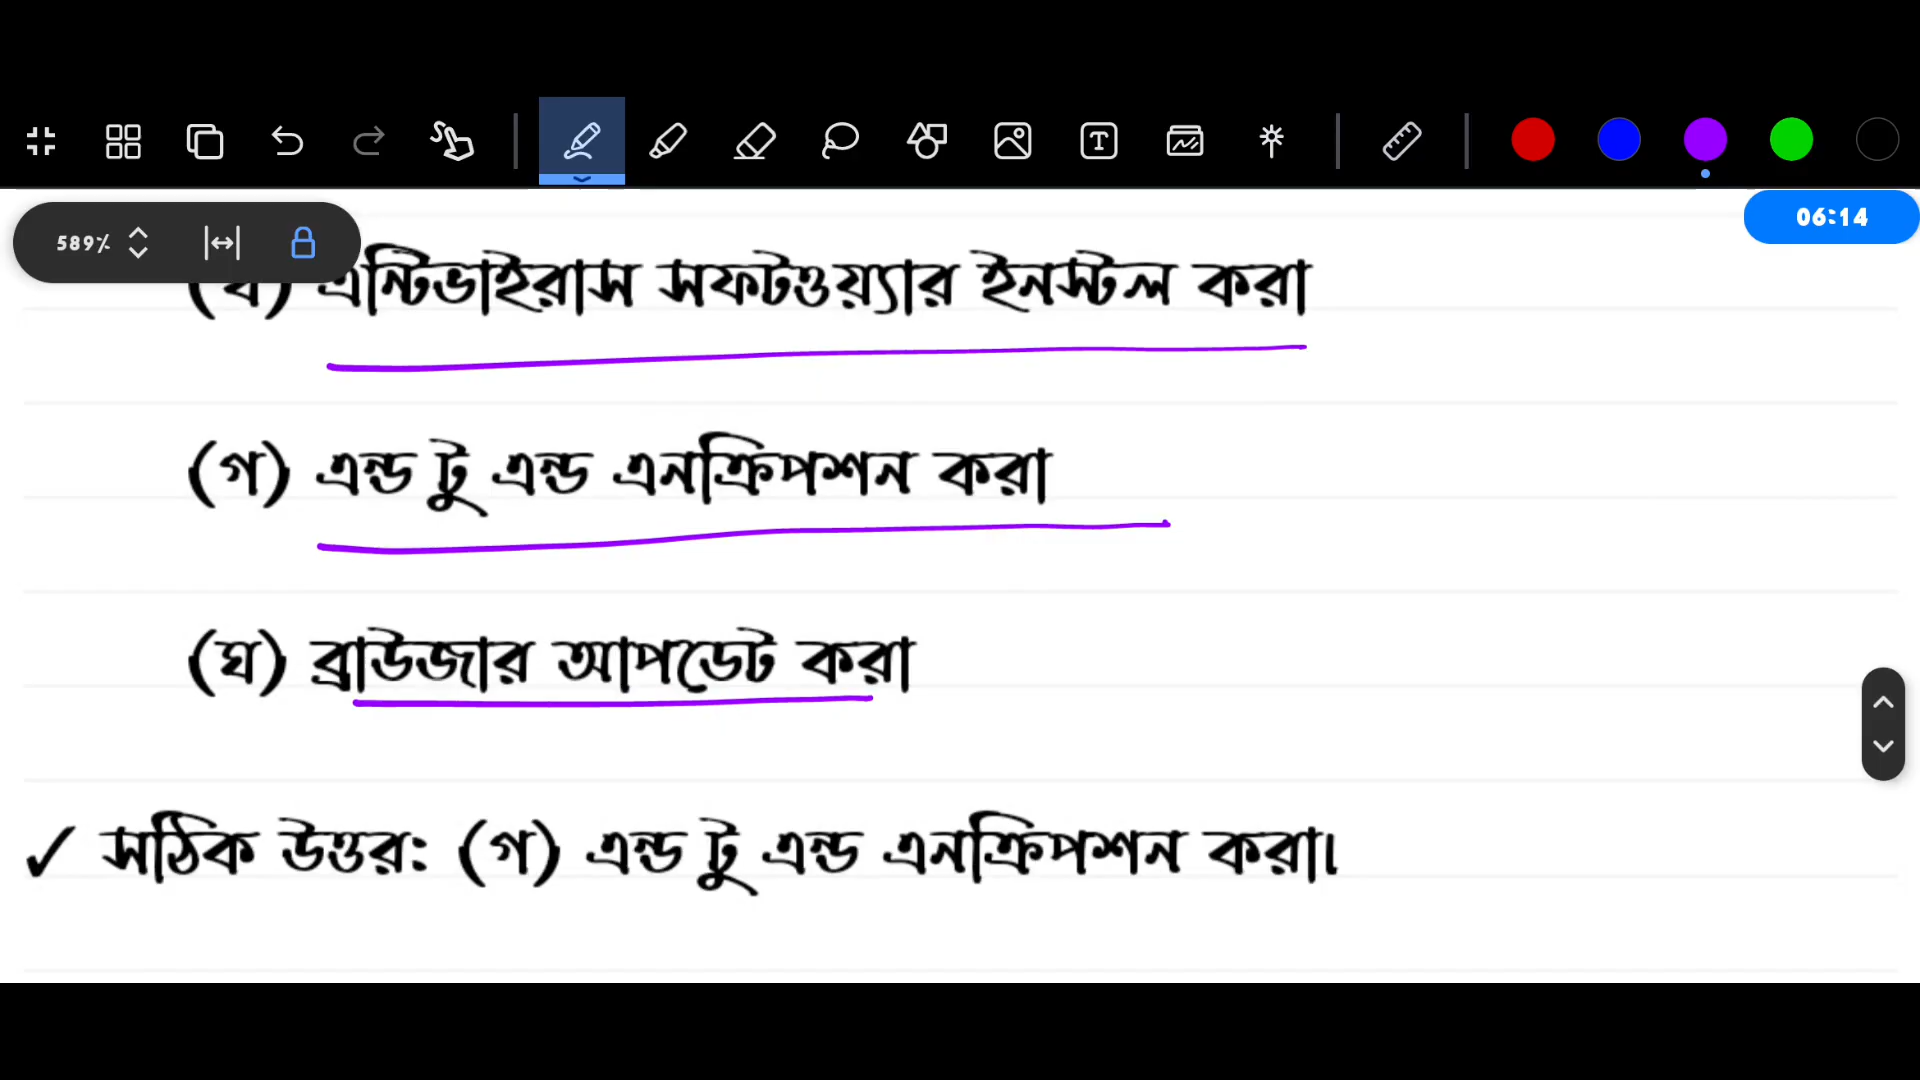 589%
06:14
(খ) এন্টিভাইরাস সফটওয়্যার ইনস্টল করা
(গ) এন্ড টু এন্ড এনক্রিপশন করা
(ঘ) ব্রাউজার আপডেট করা
✓ সঠিক উত্তর: (গ) এন্ড টু এন্ড এনক্রিপশন করা।